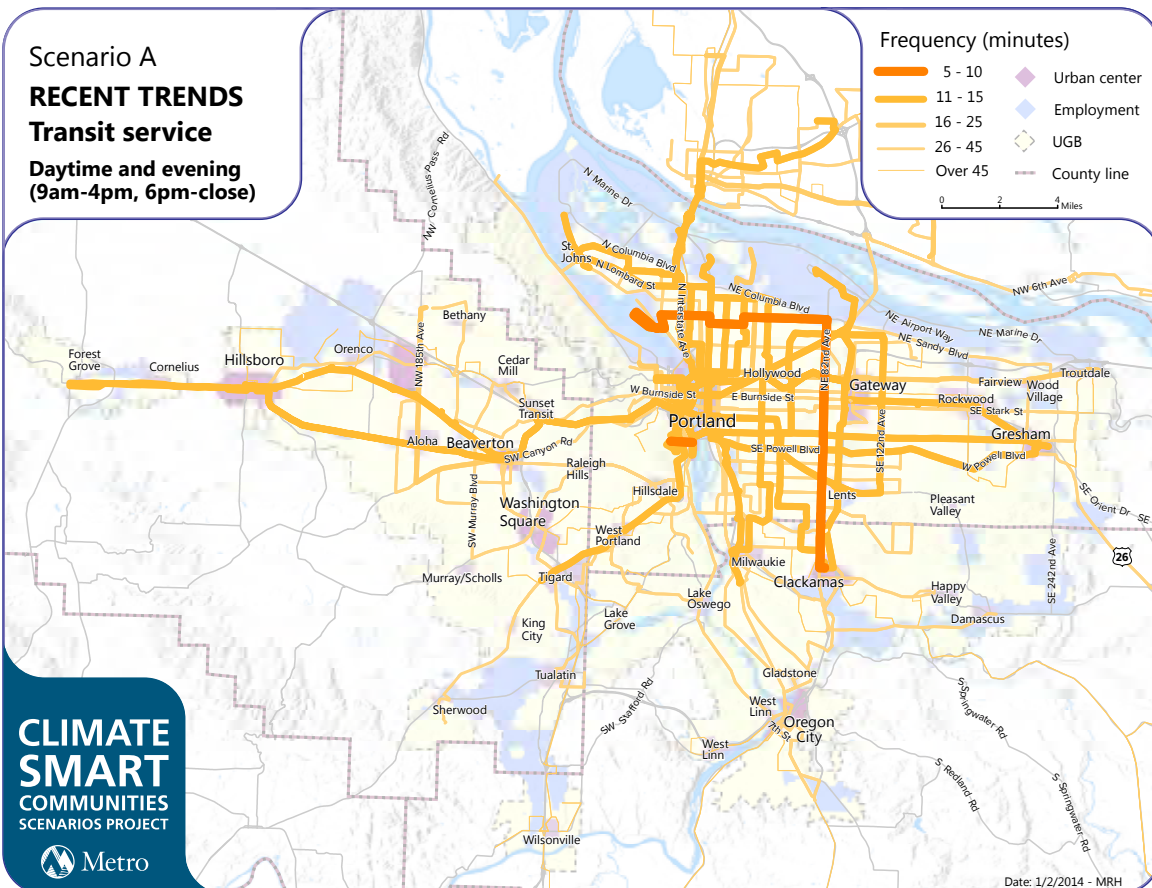 Scenario A
RECENT TRENDS
Transit service
Daytime and evening
(9am-4pm, 6pm-close)
Frequency (minutes)
5 - 10
11 - 15
16 - 25
26 - 45
Over 45
Urban center
Employment
UGB
County line
0 2 4
Miles
NW Cornelius Pass Rd
N Marine Dr
St.
Johns
N Columbia Blvd
N Lombard St
N Interstate Ave
NE Columbia Blvd
NW 6th Ave
NE Airport Way
NE Marine Dr
NE Sandy Blvd
NE 82nd Ave
Bethany
NW 185th Ave
Forest
Grove
Cornelius
Hillsboro
Orenco
Cedar
Mill
Hollywood
Gateway
Fairview
Wood
Village
Troutdale
Sunset
Transit
W Burnside St
E Burnside St
Rockwood
SE Stark St
Portland
Gresham
Aloha
Beaverton
SW Canyon Rd
SE Powell Blvd
SE 122nd Ave
W Powell Blvd
Raleigh
Hills
SW Murray Blvd
Washington
Square
Hillsdale
Lents
Pleasant
Valley
SE Orient Dr
SE
West
Portland
26
Murray/Scholls
Tigard
Milwaukie
Clackamas
SE 242nd Ave
Happy
Valley
Damascus
Lake
Oswego
Lake
Grove
King
City
Tualatin
Gladstone
Sherwood
SW Stafford Rd
West
Linn
7th St
Oregon
City
West
Linn
S Springwater Rd
S Redland Rd
S Springwater Rd
Wilsonville
CLIMATE
SMART
COMMUNITIES
SCENARIOS PROJECT
Metro
Date: 1/2/2014 - MRH